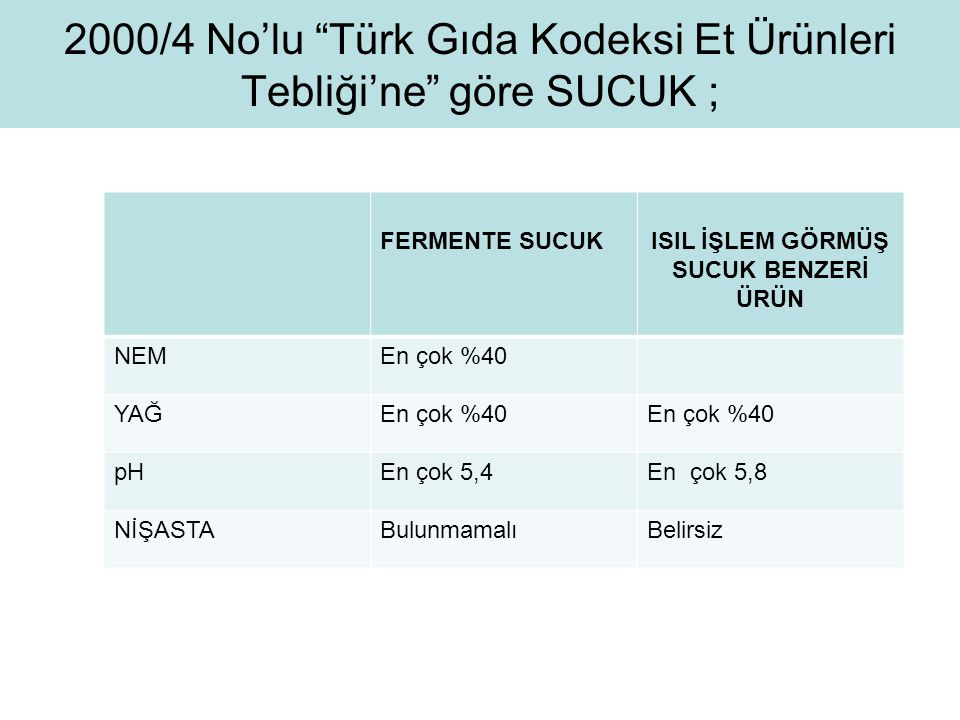 2000/4 No’lu “Türk Gıda Kodeksi Et Ürünleri
Tebliği’ne” göre SUCUK ;
FERMENTE SUCUK
ISIL İŞLEM GÖRMÜŞ
SUCUK BENZERİ
ÜRÜN
NEM En çok %40
YAĞ En çok %40 En çok %40
pH En çok 5,4 En çok 5,8
NİŞASTA Bulunmamalı Belirsiz